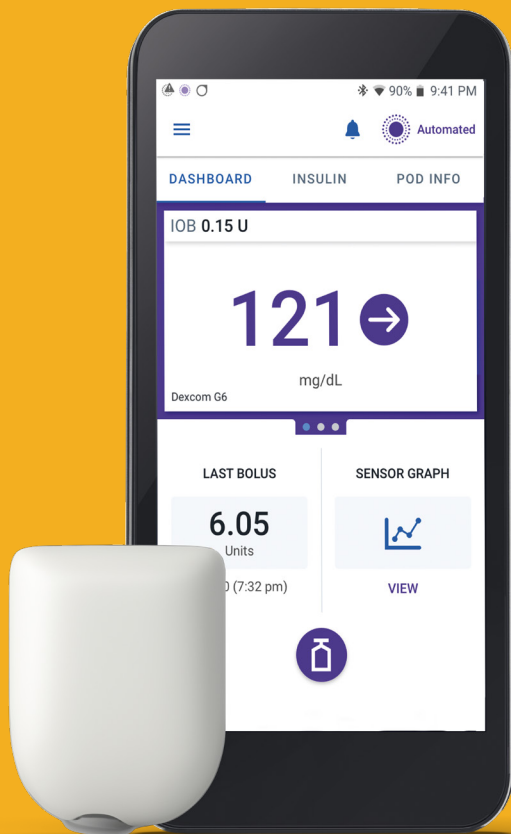 90% 9:41 PM
Automated
DASHBOARD INSULIN POD INFO
IOB 0.15 U
121
mg/dL
Dexcom G6
LAST BOLUS SENSOR GRAPH
6.05
Units
(7:32 pm) VIEW